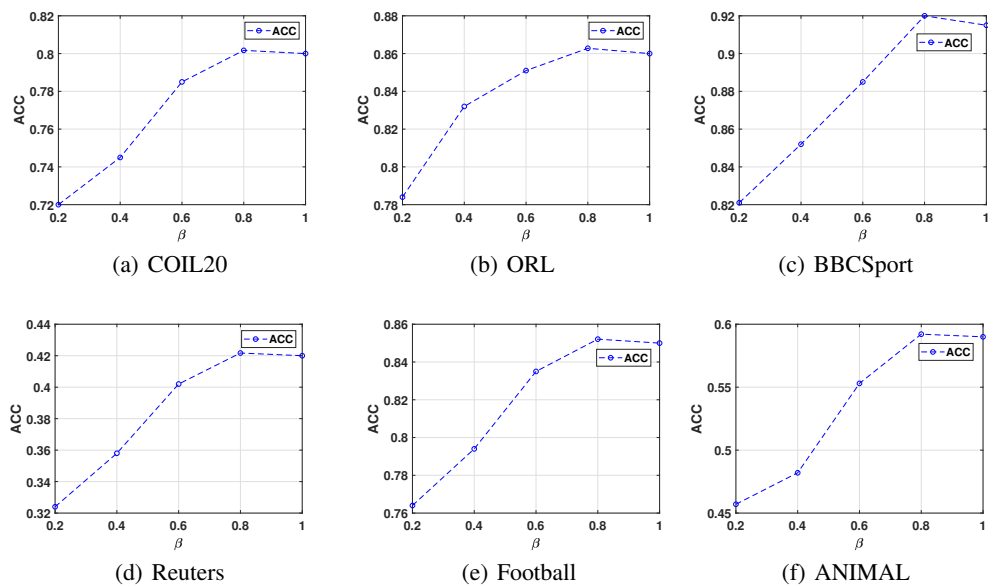 0.82
0.8
0.78
0.76
0.74
0.72
ACC
ACC
0.2 0.4 0.6 0.8 1
β
(a) COIL20
0.88
0.86
0.84
0.82
0.8
0.78
ACC
ACC
0.2 0.4 0.6 0.8 1
β
(b) ORL
0.92
0.9
0.88
0.86
0.84
0.82
ACC
ACC
0.2 0.4 0.6 0.8 1
β
(c) BBCSport
0.44
0.42
0.4
0.38
0.36
0.34
0.32
ACC
ACC
0.2 0.4 0.6 0.8 1
β
(d) Reuters
0.86
0.84
0.82
0.8
0.78
0.76
ACC
ACC
0.2 0.4 0.6 0.8 1
β
(e) Football
0.6
0.55
0.5
0.45
ACC
ACC
0.2 0.4 0.6 0.8 1
β
(f) ANIMAL